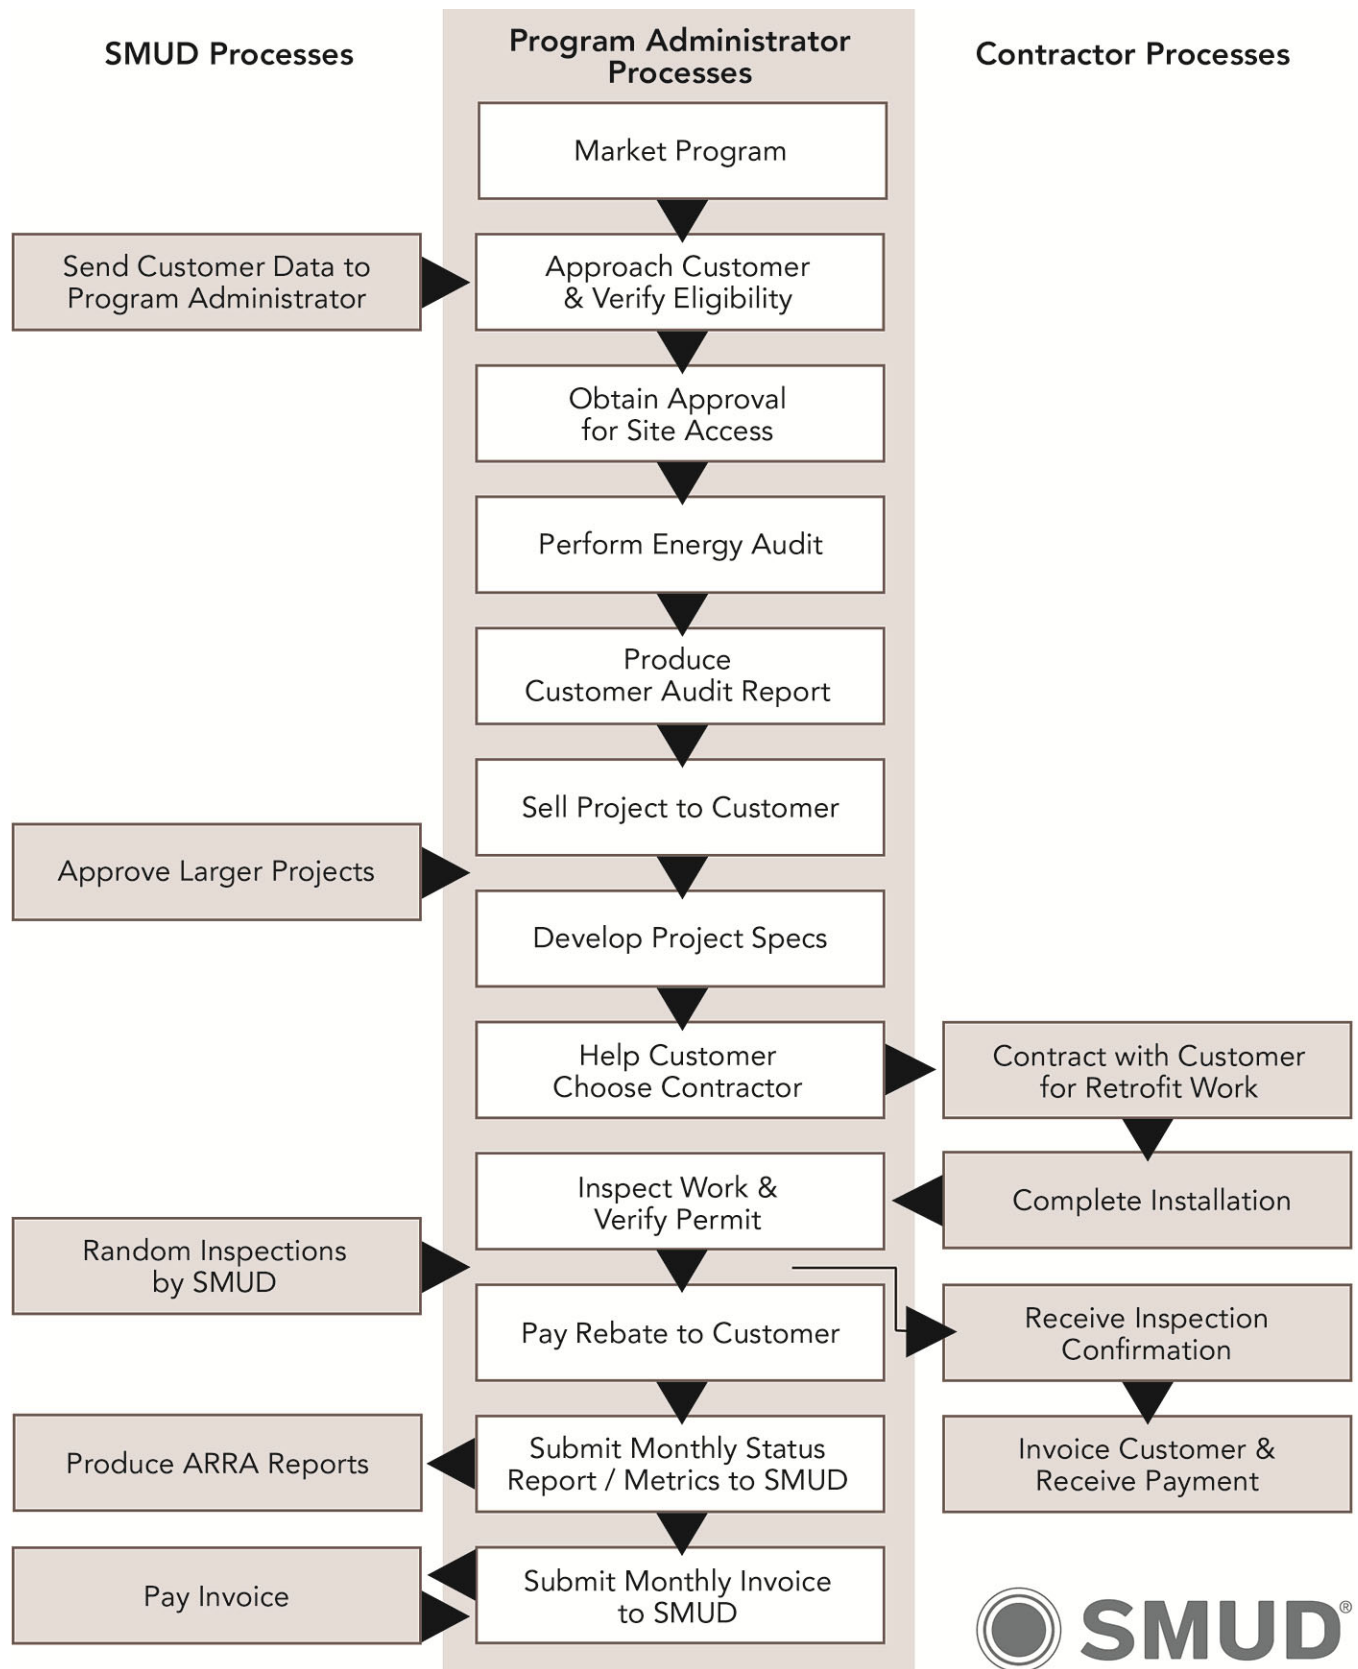 SMUD Processes
Program Administrator
Processes
Contractor Processes
Market Program
Send Customer Data to
Program Administrator
Approach Customer
& Verify Eligibility
Obtain Approval
for Site Access
Perform Energy Audit
Produce
Customer Audit Report
Sell Project to Customer
Approve Larger Projects
Develop Project Specs
Help Customer
Choose Contractor
Contract with Customer
for Retrofit Work
Complete Installation
Inspect Work &
Verify Permit
Random Inspections
by SMUD
Pay Rebate to Customer
Receive Inspection
Confirmation
Produce ARRA Reports
Submit Monthly Status
Report / Metrics to SMUD
Invoice Customer &
Receive Payment
Pay Invoice
Submit Monthly Invoice
to SMUD
SMUD®